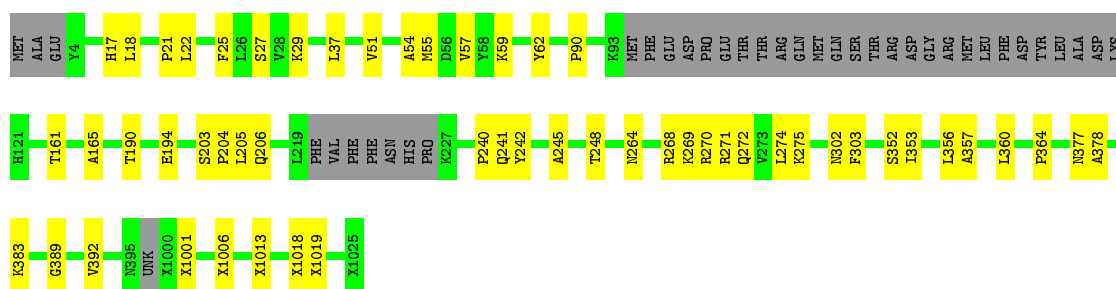 MET ALA GLU Y4 H17 L18 P21 L22 F25 L26 S27 V28 K29 L37 V51 A54 M55 D56 V57 Y58 K59 Y62 P90 K93 MET PHE GLU ASP PRO GLU THR THR ARG GLN MET GLN SER THR ARG ASP GLY ARG MET LEU PHE ASP TYR LEU ALA ASP LYS
H121 T161 A165 T190 E194 S203 P204 L205 Q206 L219 PHE VAL PHE PHE ASN HIS PRO K227 P240 Q241 Y242 A245 T248 N264 R268 K269 R270 R271 Q272 V273 L274 K275 N302 F303 S352 I353 L356 A357 L360 P364 N377 A378
K383 G389 V392 N395 UNK X1000 X1001 X1006 X1013 X1018 X1019 X1025